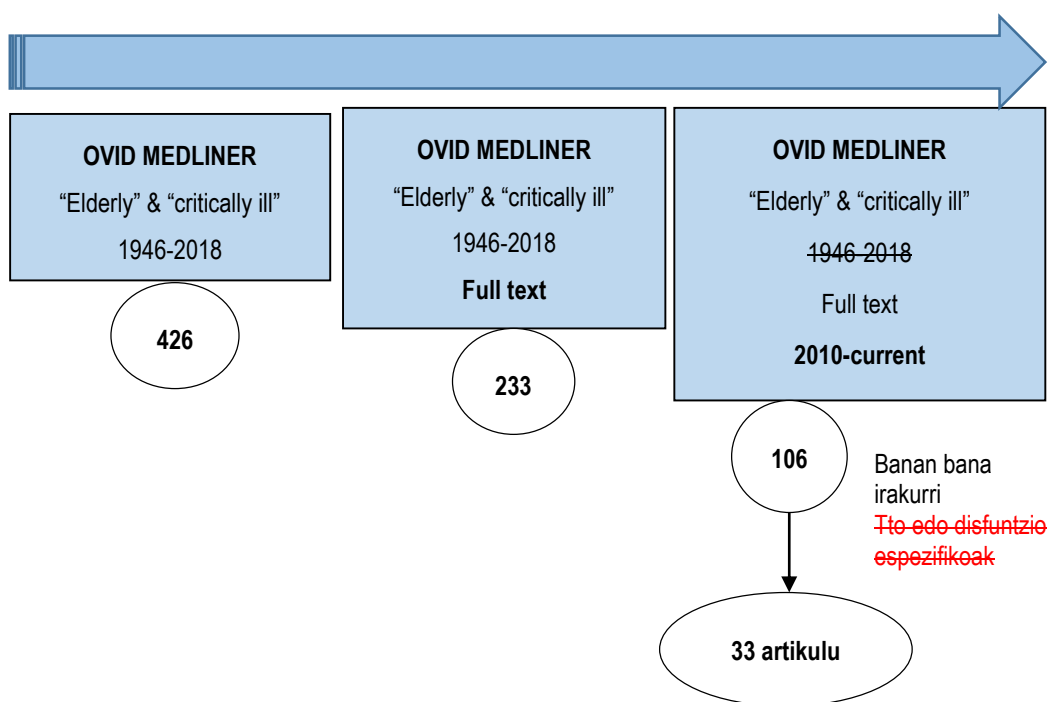 OVID MEDLINER
“Elderly” & “critically ill”
1946-2018
426
OVID MEDLINER
“Elderly” & “critically ill”
1946-2018
Full text
233
OVID MEDLINER
“Elderly” & “critically ill”
1946-2018
Full text
2010-current
106
Banan bana
irakurri
Tto edo disfuntzio
espezifikoak
33 artikulu